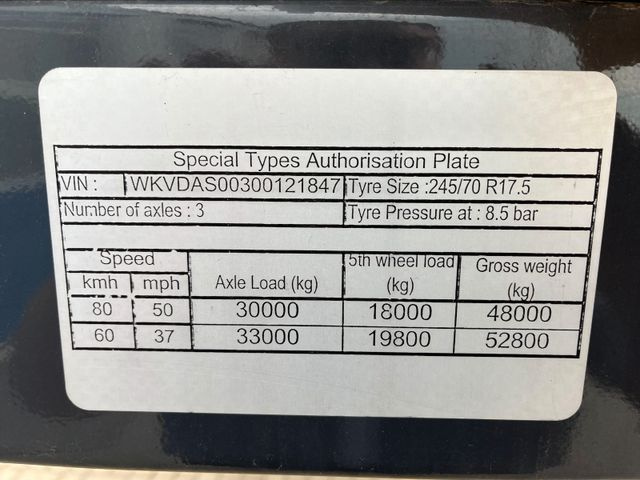 Special Types Authorisation Plate
VIN : WKVDAS00300121847 Tyre Size :245/70 R17.5
Number of axles : 3 Tyre Pressure at : 8.5 bar
Speed Axle Load (kg) 5th wheel load (kg) Gross weight (kg)
kmh mph
80 50 30000 18000 48000
60 37 33000 19800 52800